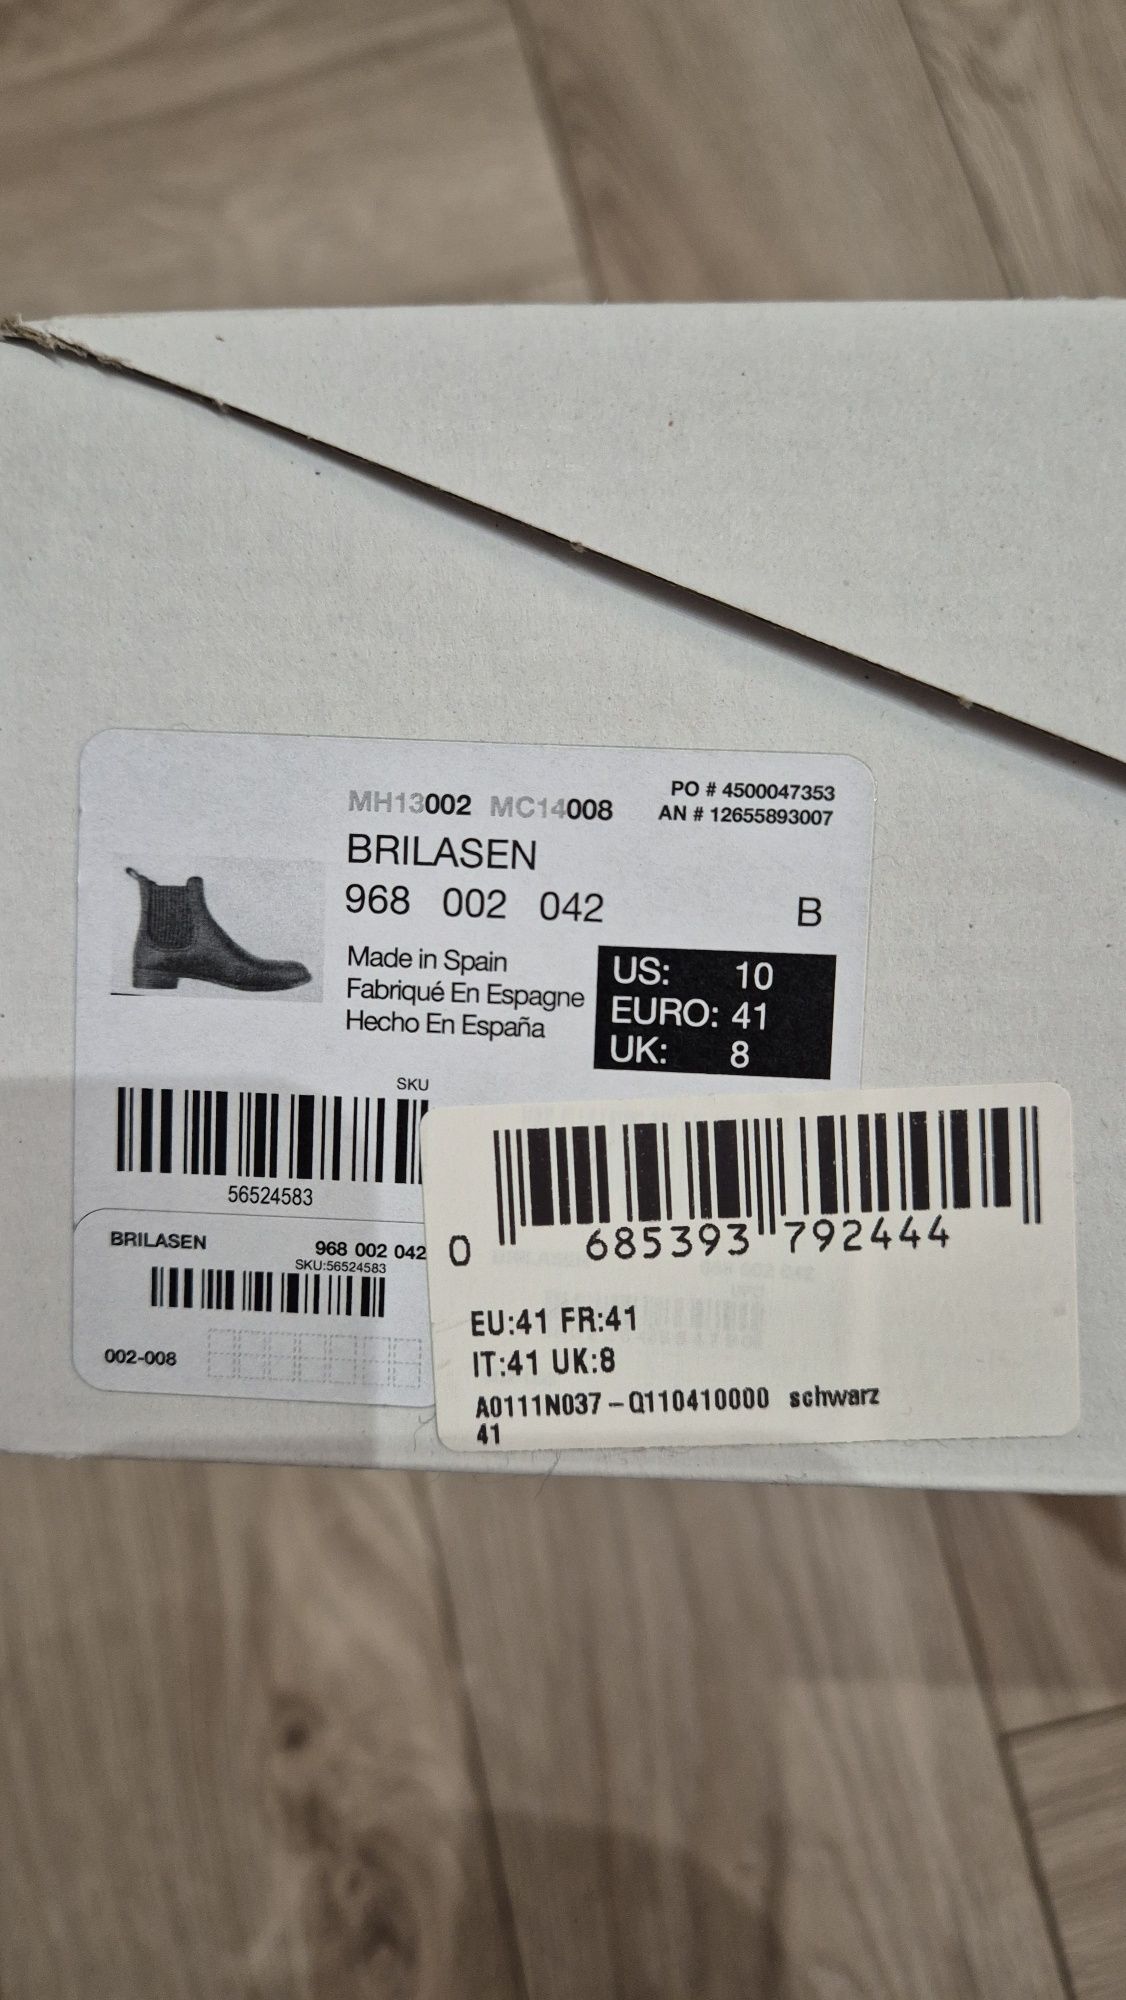 MH13002 MC14008
PO # 4500047353
AN # 12655893007
BRILASEN
968 002 042 B
Made in Spain
Fabriqué En Espagne
Hecho En España
US: 10
EURO: 41
UK: 8
SKU
56524583
BRILASEN
968 002 042
SKU:56524583
002-008
0 685393 792444
EU:41 FR:41
IT:41 UK:8
A0111N037-Q110410000 schwarz
41